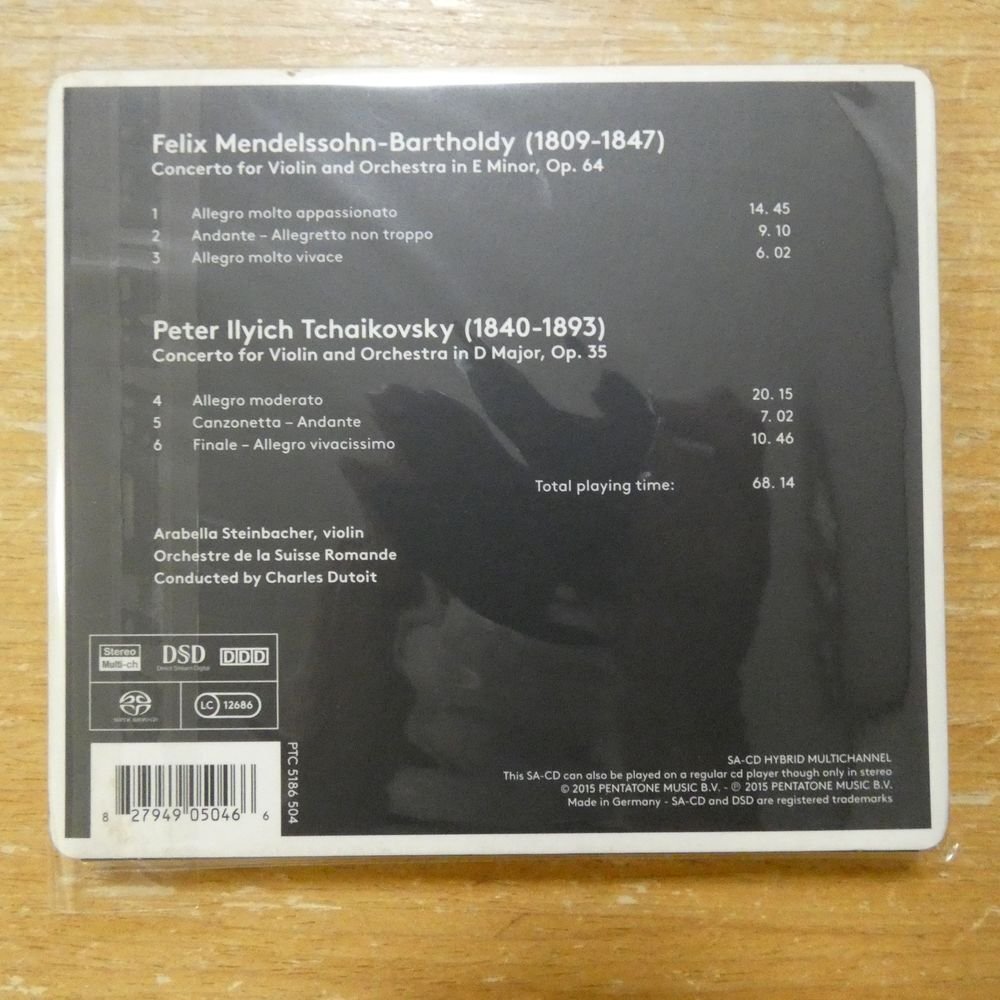 Felix Mendelssohn-Bartholdy (1809-1847)
Concerto for Violin and Orchestra in E Minor, Op. 64
1 Allegro molto appassionato 14. 45
2 Andante – Allegretto non troppo 9. 10
3 Allegro molto vivace 6. 02
Peter Ilyich Tchaikovsky (1840-1893)
Concerto for Violin and Orchestra in D Major, Op. 35
4 Allegro moderato 20. 15
5 Canzonetta – Andante 7. 02
6 Finale – Allegro vivacissimo 10. 46
Total playing time: 68. 14
Arabella Steinbacher, violin
Orchestre de la Suisse Romande
Conducted by Charles Dutoit
Stereo
Multi-ch
DSD
Direct Stream Digital
DDD
SUPER AUDIO CD
LC 12686
PTC 5186 504
8 27949 05046 6
SA-CD HYBRID MULTICHANNEL
This SA-CD can also be played on a regular cd player though only in stereo
© 2015 PENTATONE MUSIC B.V. - ℗ 2015 PENTATONE MUSIC B.V.
Made in Germany - SA-CD and DSD are registered trademarks